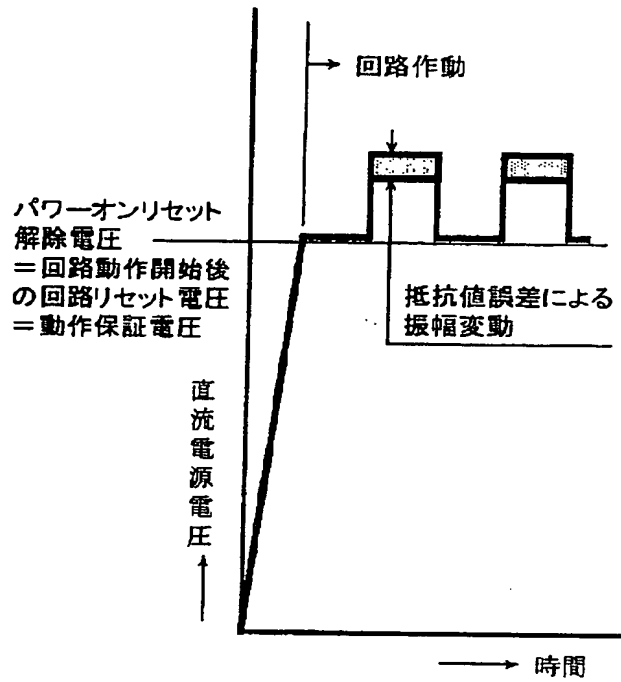 回路作動
パワーオンリセット
解除電圧
＝回路動作開始後
の回路リセット電圧
＝動作保証電圧
抵抗値誤差による
振幅変動
直流電源電圧
時間